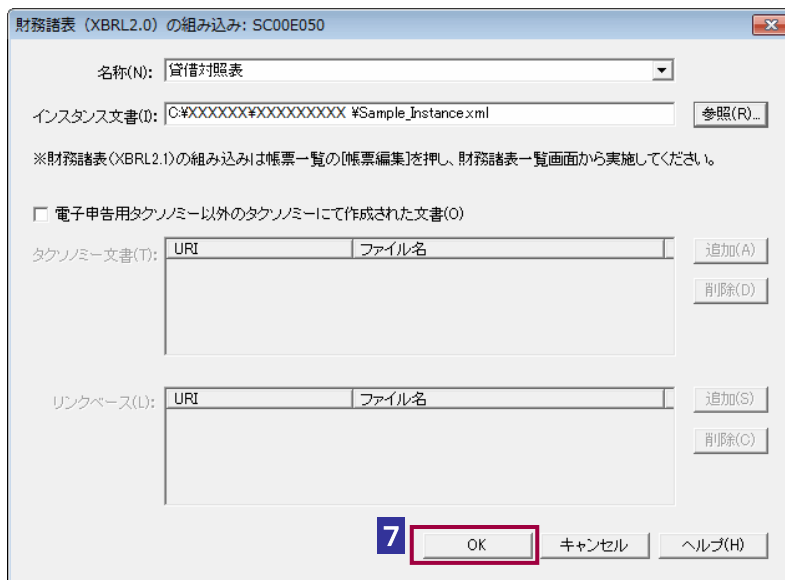 財務諸表（XBRL2.0）の組み込み: SC00E050
名称(N): 貸借対照表
インスタンス文書(I): C:¥XXXXXX¥XXXXXXXXX ¥Sample_Instance.xml 参照(R)...
※財務諸表(XBRL2.1)の組み込みは帳票一覧の[帳票編集]を押し、財務諸表一覧画面から実施してください。
電子申告用タクソノミー以外のタクソノミーにて作成された文書(O)
タクソノミー文書(T): URI ファイル名 追加(A)
削除(D)
リンクベース(L): URI ファイル名 追加(S)
削除(C)
7 OK キャンセル ヘルプ(H)